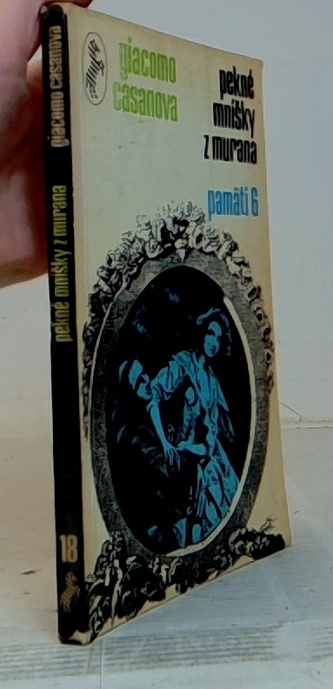 giacomo
casanova
pekné
mníšky
z murana
pamäti 6
giacomo casanova
pekné mníšky z murana
18